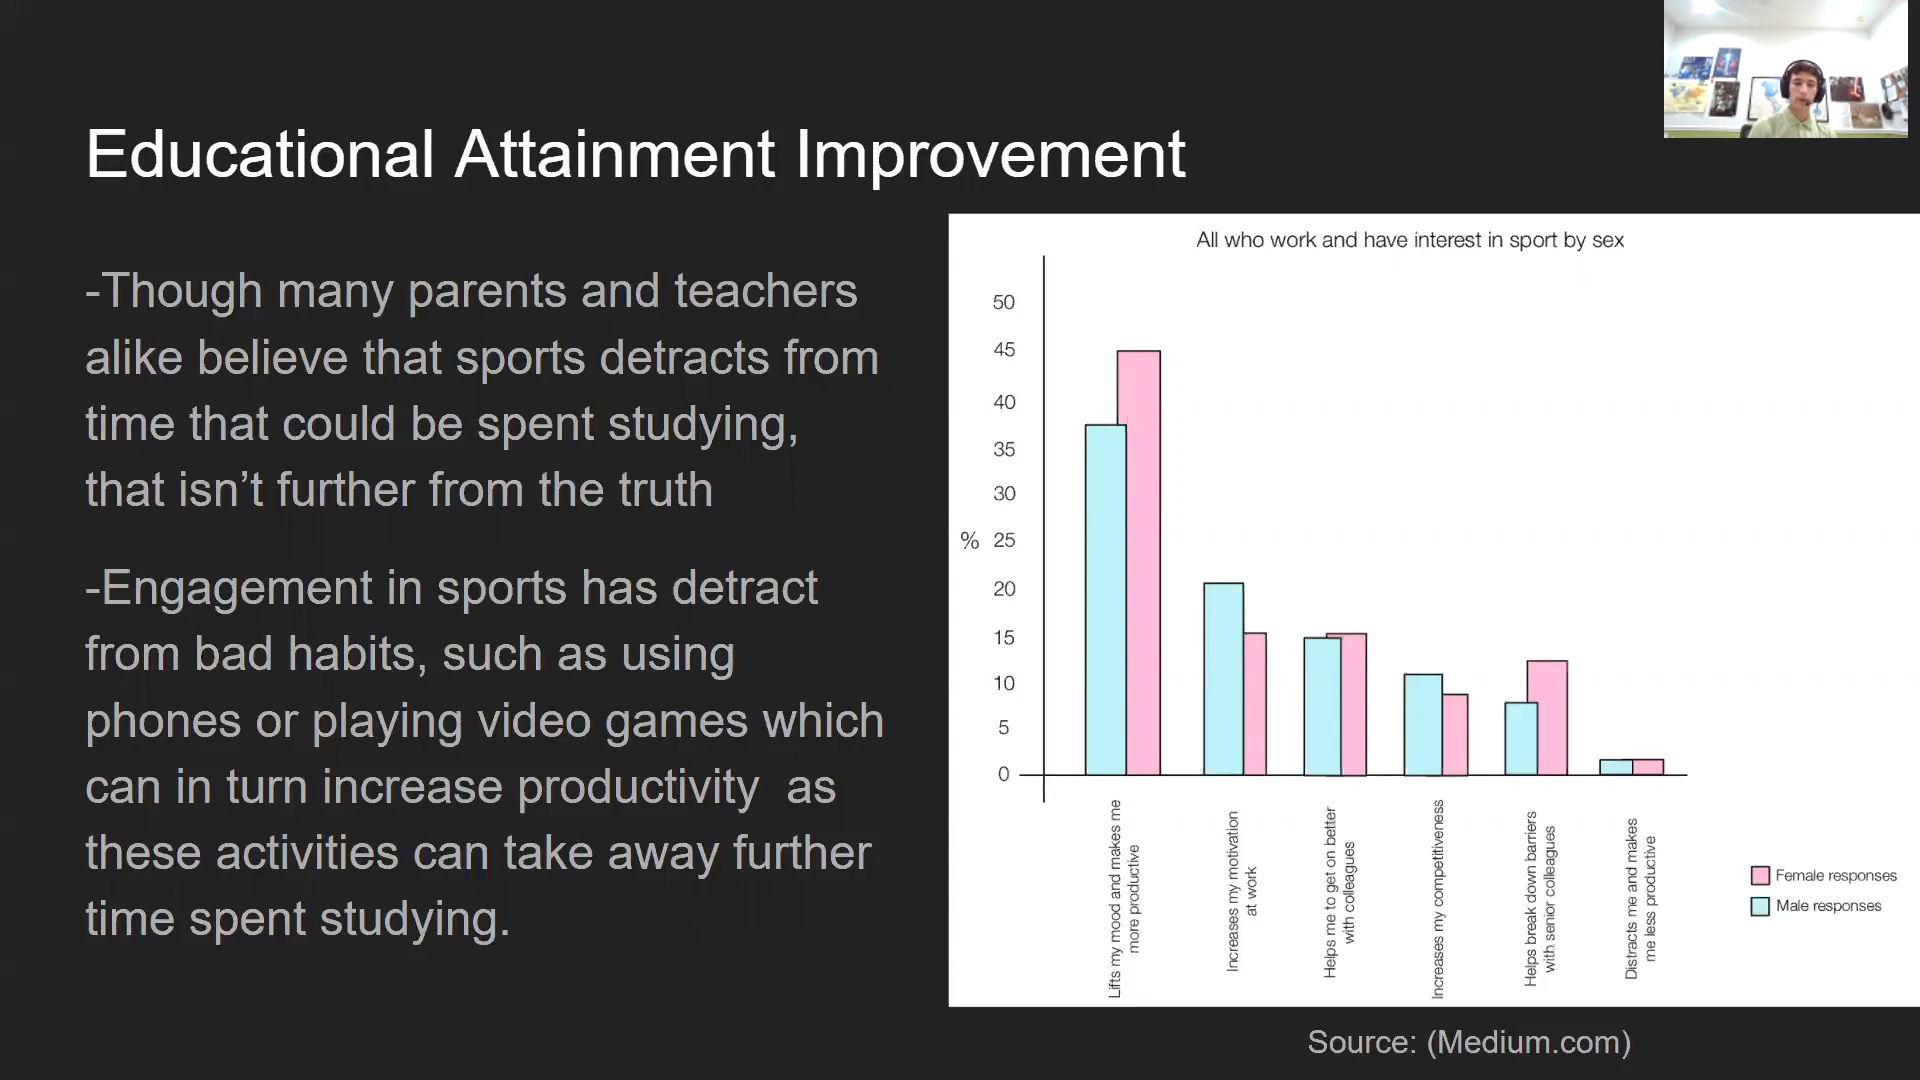 Educational Attainment Improvement
-Though many parents and teachers
alike believe that sports detracts from
time that could be spent studying,
that isn’t further from the truth
-Engagement in sports has detract
from bad habits, such as using
phones or playing video games which
can in turn increase productivity  as
these activities can take away further
time spent studying.
All who work and have interest in sport by sex
50
45
40
35
30
% 25
20
15
10
5
0
Lifts my mood and makes me
more productive
Increases my motivation
at work
Helps me to get on better
with colleagues
Increases my competitiveness
Helps break down barriers
with senior colleagues
Distracts me and makes
me less productive
Female responses
Male responses
Source: (Medium.com)